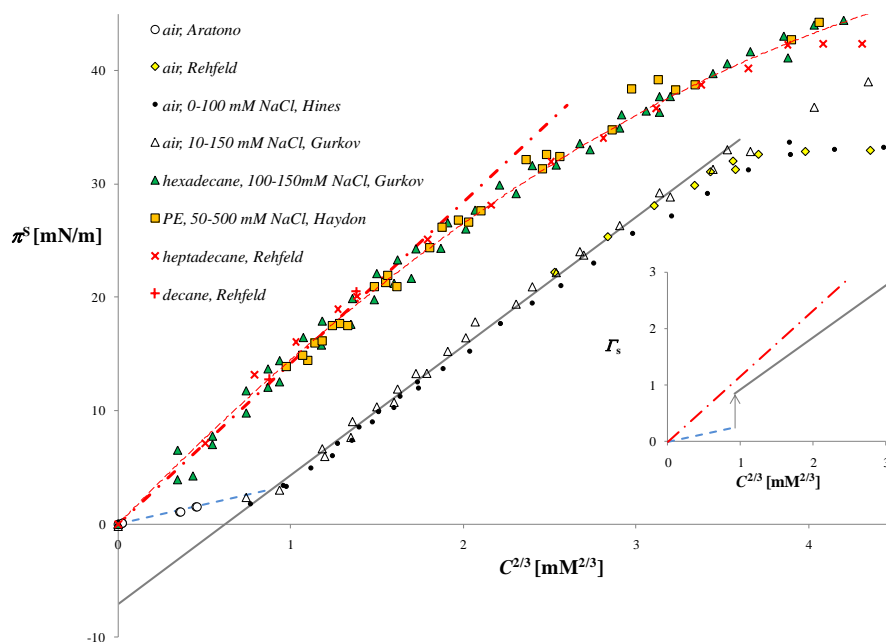 40
30
20
10
0
-10
π^S [mN/m]
air, Aratono
air, Rehfeld
air, 0-100 mM NaCl, Hines
air, 10-150 mM NaCl, Gurkov
hexadecane, 100-150mM NaCl, Gurkov
PE, 50-500 mM NaCl, Haydon
heptadecane, Rehfeld
decane, Rehfeld
0 1 2 3 4
C^2/3 [mM^2/3]
3
2
1
0
Γ_s
0 1 2 3
C^2/3 [mM^2/3]